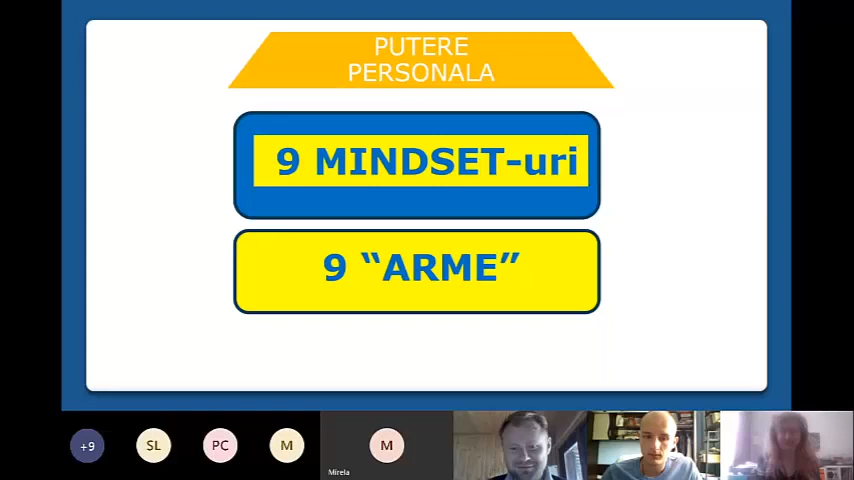 PUTERE
PERSONALA
9 MINDSET-uri
9 “ARME”
+9
SL
PC
M
M
Mirela